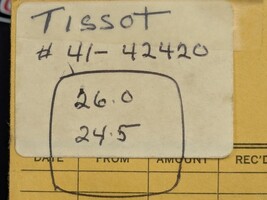 TISSOT
# 41-42420
26.0
24.5
DATE FROM AMOUNT REC'D